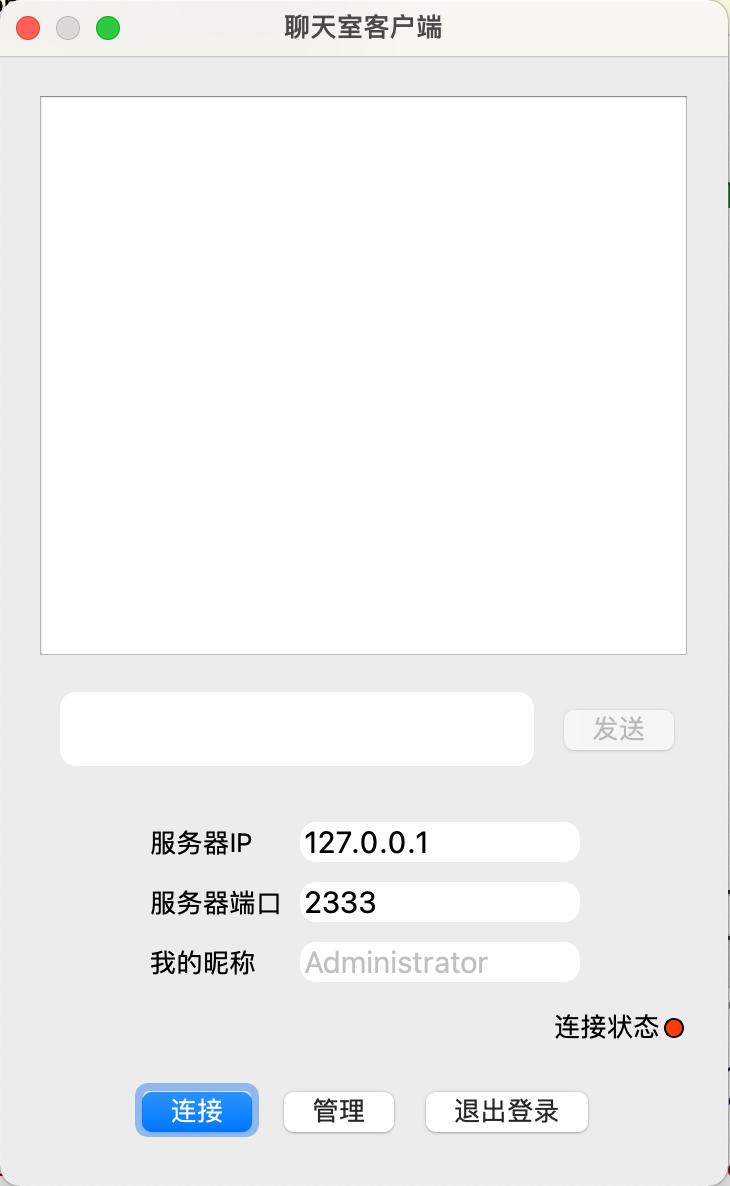 聊天室客户端
发送
服务器IP 127.0.0.1
服务器端口 2333
我的昵称 Administrator
连接状态
连接 管理 退出登录